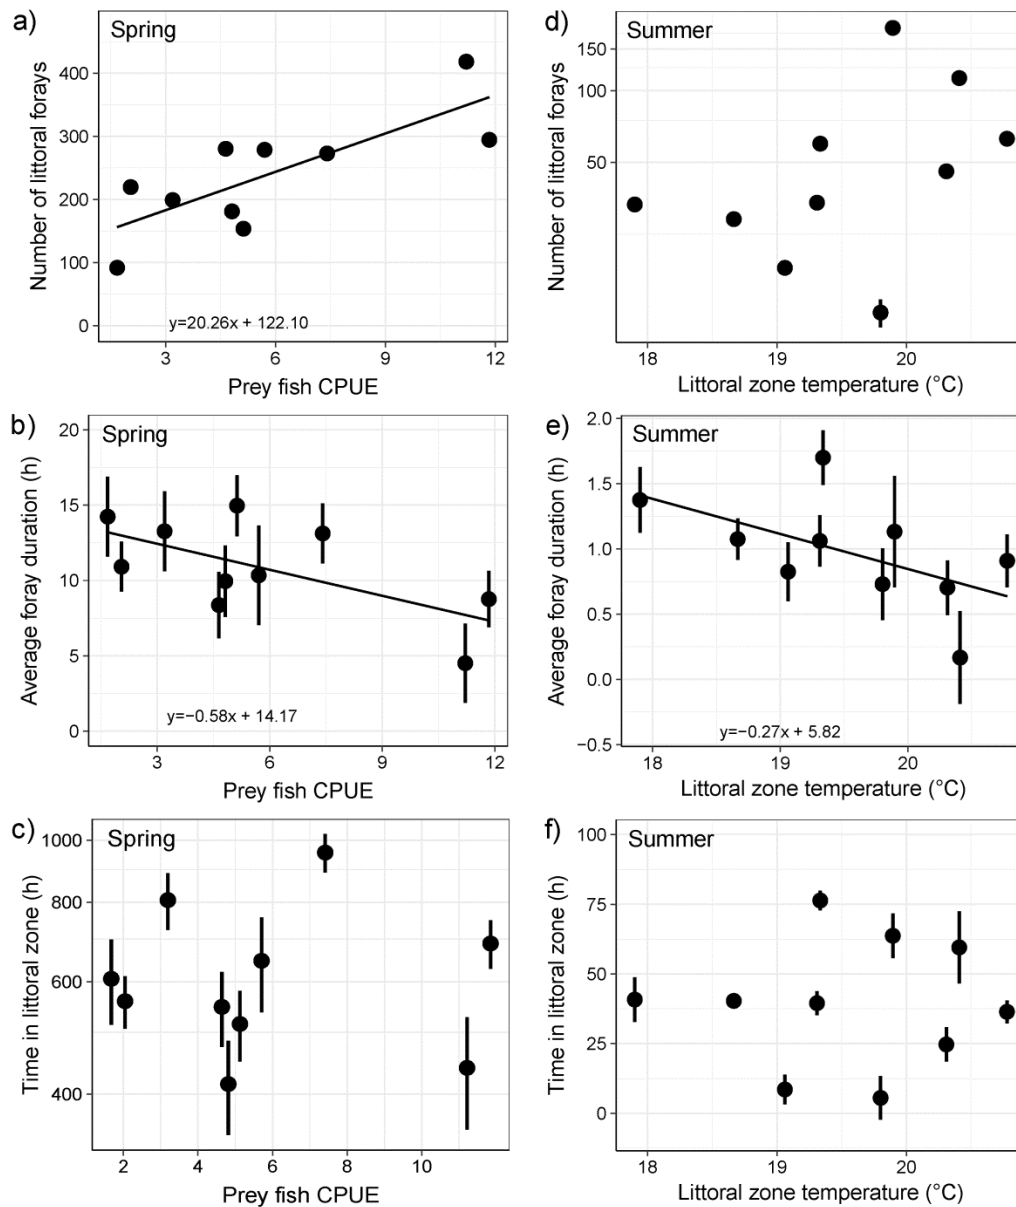 a)
Spring
Number of littoral forays
400
300
200
100
0
y=20.26x + 122.10
3
6
9
12
Prey fish CPUE
d)
Summer
Number of littoral forays
150
100
50
18
19
20
Littoral zone temperature (°C)
b)
Spring
Average foray duration (h)
20
15
10
5
0
y=−0.58x + 14.17
3
6
9
12
Prey fish CPUE
e)
Summer
Average foray duration (h)
2.0
1.5
1.0
0.5
0.0
−0.5
y=−0.27x + 5.82
18
19
20
Littoral zone temperature (°C)
c)
Spring
Time in littoral zone (h)
1000
800
600
400
2
4
6
8
10
Prey fish CPUE
f)
Summer
Time in littoral zone (h)
100
75
50
25
0
18
19
20
Littoral zone temperature (°C)